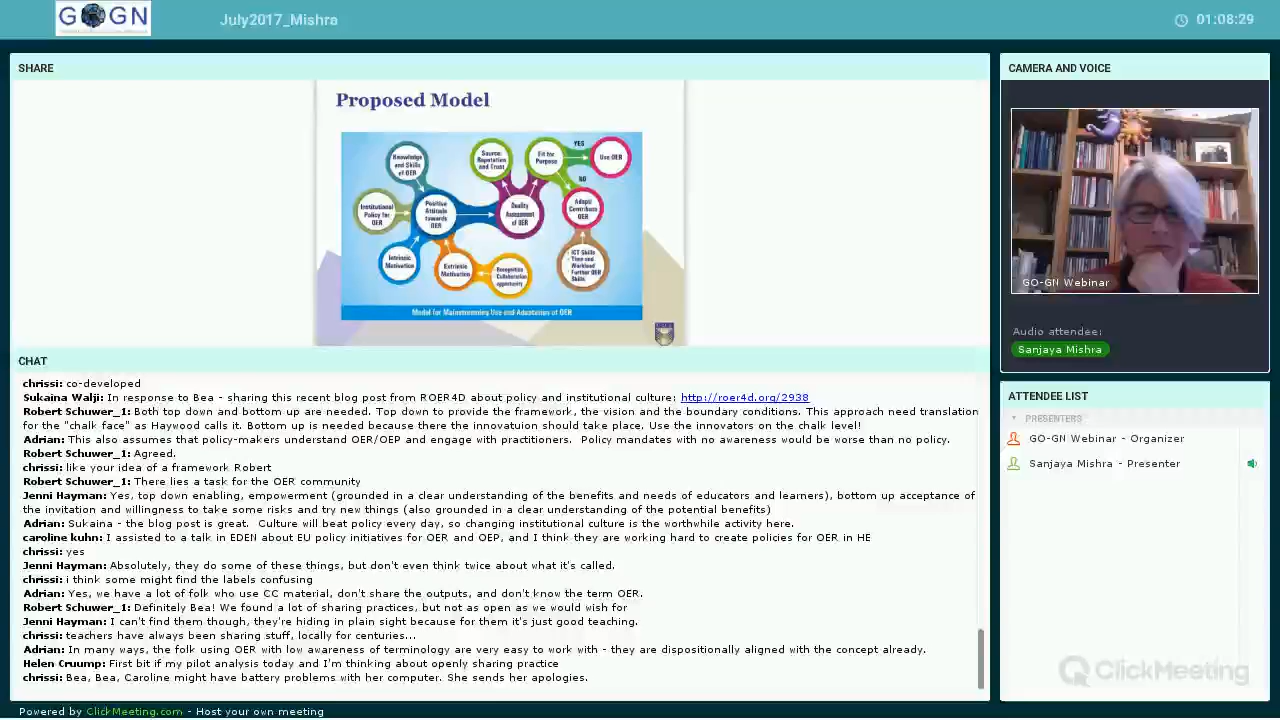 GO GN
July2017_Mishra
01:08:29
SHARE
Proposed Model
Knowledge
and Skills
of OER
Source:
Reputation
and Trust
Fit for
Purpose
YES
Use OER
NO
Institutional
Policy for
OER
Positive
Attitude
towards
OER
Quality
Assessment
of OER
Adapt/
Contribute
OER
Intrinsic
Motivation
Extrinsic
Motivation
Recognition
Collaboration
opportunity
ICT Skills
Time and
Workload
Further OER
Skills
Model for Mainstreaming Use and Adaptation of OER
CAMERA AND VOICE
GO-GN Webinar
Audio attendee:
Sanjaya Mishra
CHAT
chrissi: co-developed
Sukaina Walji: In response to Bea - sharing this recent blog post from ROER4D about policy and institutional culture: http://roer4d.org/2938
Robert Schuwer_1: Both top down and bottom up are needed. Top down to provide the framework, the vision and the boundary conditions. This approach need translation
for the "chalk face" as Haywood calls it. Bottom up is needed because there the innovatuion should take place. Use the innovators on the chalk level!
Adrian: This also assumes that policy-makers understand OER/OEP and engage with practitioners. Policy mandates with no awareness would be worse than no policy.
Robert Schuwer_1: Agreed.
chrissi: like your idea of a framework Robert
Robert Schuwer_1: There lies a task for the OER community
Jenni Hayman: Yes, top down enabling, empowerment (grounded in a clear understanding of the benefits and needs of educators and learners), bottom up acceptance of
the invitation and willingness to take some risks and try new things (also grounded in a clear understanding of the potential benefits)
Adrian: Sukaina - the blog post is great. Culture will beat policy every day, so changing institutional culture is the worthwhile activity here.
caroline kuhn: I assisted to a talk in EDEN about EU policy initiatives for OER and OEP, and I think they are working hard to create policies for OER in HE
chrissi: yes
Jenni Hayman: Absolutely, they do some of these things, but don't even think twice about what it's called.
chrissi: i think some might find the labels confusing
Adrian: Yes, we have a lot of folk who use CC material, don't share the outputs, and don't know the term OER.
Robert Schuwer_1: Definitely Bea! We found a lot of sharing practices, but not as open as we would wish for
Jenni Hayman: I can't find them though, they're hiding in plain sight because for them it's just good teaching.
chrissi: teachers have always been sharing stuff, locally for centuries...
Adrian: In many ways, the folk using OER with low awareness of terminology are very easy to work with - they are dispositionally aligned with the concept already.
Helen Cruump: First bit if my pilot analysis today and I'm thinking about openly sharing practice
chrissi: Bea, Bea, Caroline might have battery problems with her computer. She sends her apologies.
ATTENDEE LIST
PRESENTERS
GO-GN Webinar - Organizer
Sanjaya Mishra - Presenter
ClickMeeting
Powered by ClickMeeting.com - Host your own meeting